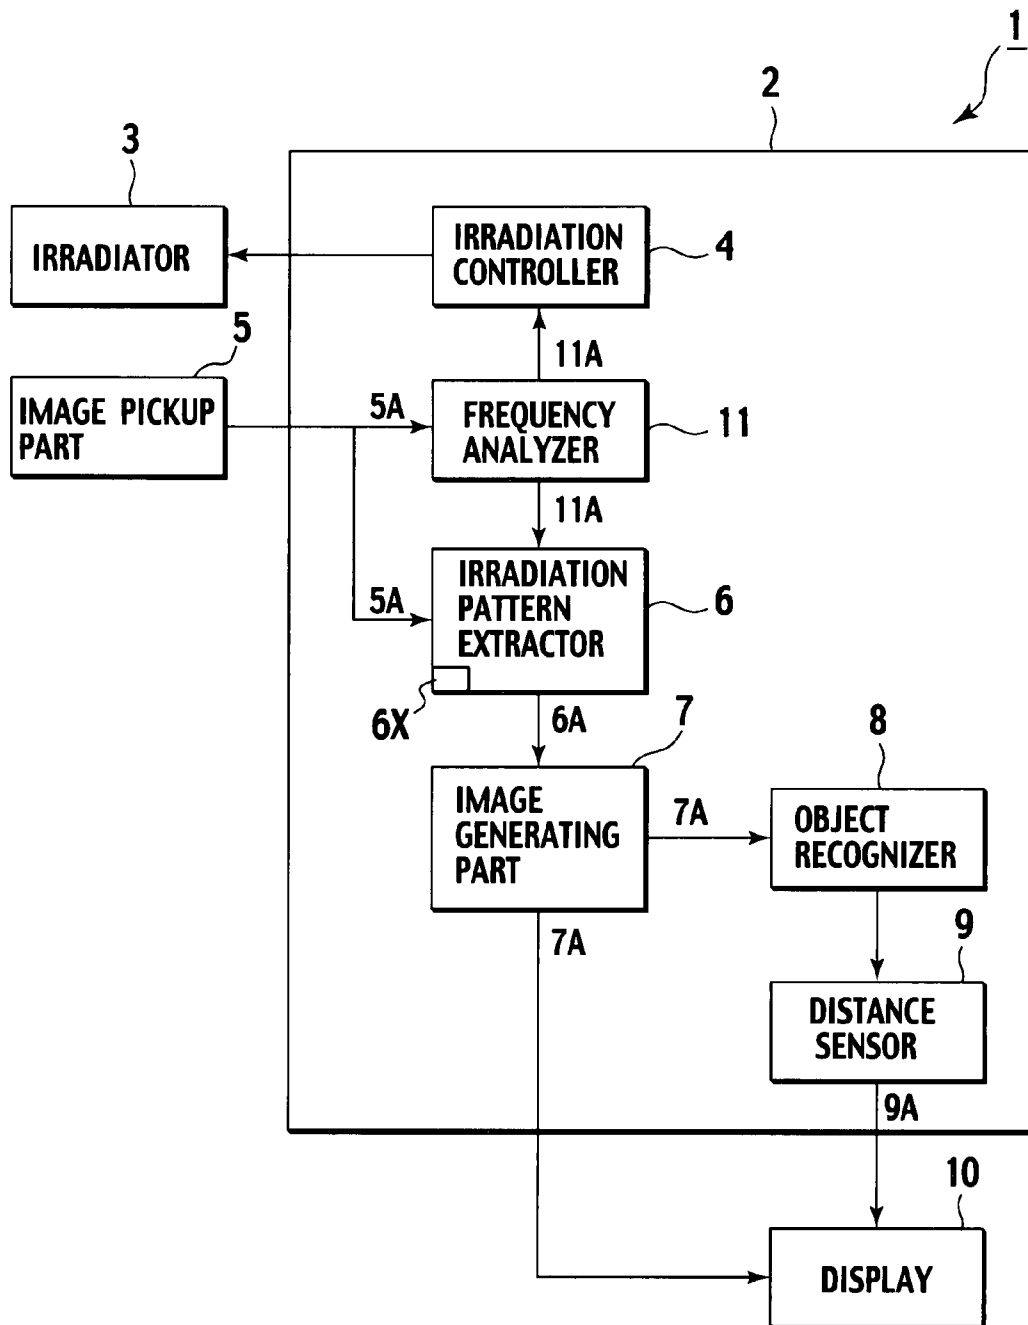 1
2
3
IRRADIATOR
IRRADIATION
CONTROLLER
4
5
11A
IMAGE PICKUP
PART
5A
FREQUENCY
ANALYZER
11
11A
5A
IRRADIATION
PATTERN
EXTRACTOR
6
6X
6A
7
8
IMAGE
GENERATING
PART
7A
OBJECT
RECOGNIZER
7A
9
DISTANCE
SENSOR
9A
10
DISPLAY